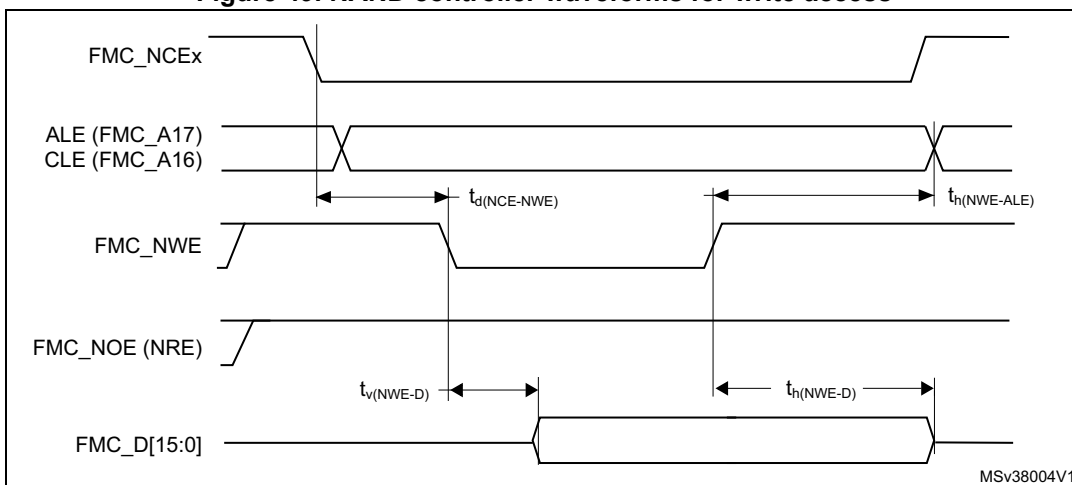 FMC_NCEx
ALE (FMC_A17)
CLE (FMC_A16)
td(NCE-NWE)
th(NWE-ALE)
FMC_NWE
FMC_NOE (NRE)
tv(NWE-D)
th(NWE-D)
FMC_D[15:0]
MSv38004V1